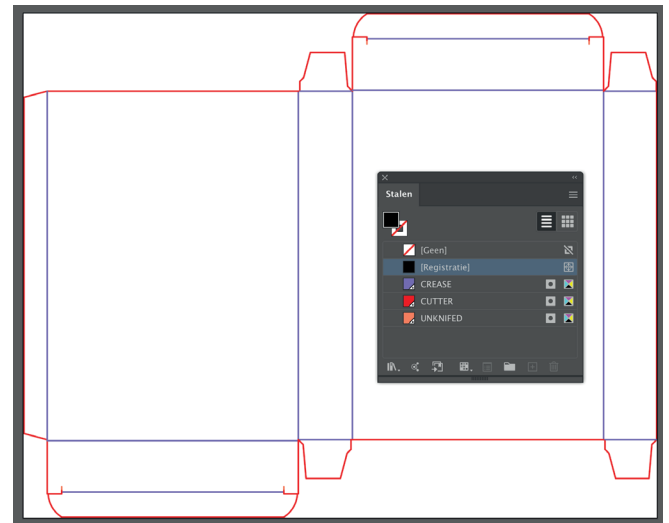 Stalen
[Geen]
[Registratie]
CREASE
CUTTER
UNKNIFED